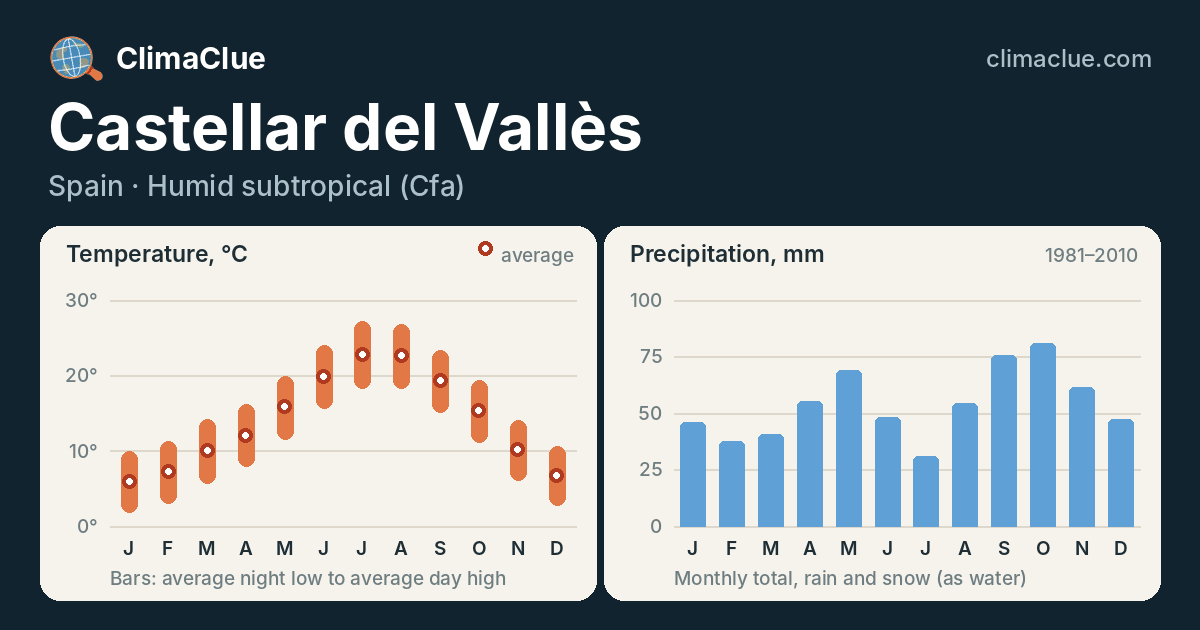 ClimaClue
climaclue.com
Castellar del Vallès
Spain · Humid subtropical (Cfa)
Temperature, °C
average
30°
20°
10°
0°
J F M A M J J A S O N D
Bars: average night low to average day high
Precipitation, mm
1981–2010
100
75
50
25
0
J F M A M J J A S O N D
Monthly total, rain and snow (as water)